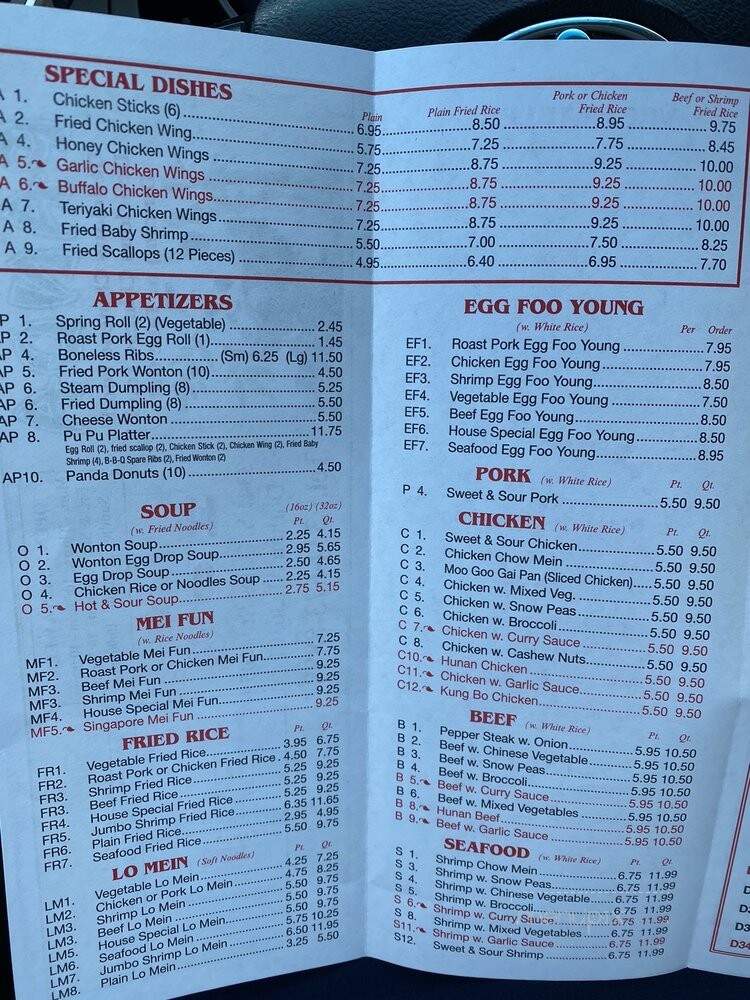 SPECIAL DISHES
Plain Plain Fried Rice Pork or Chicken Fried Rice Beef or Shrimp Fried Rice
A 1. Chicken Sticks (6) 6.95 8.50 8.95 9.75
A 2. Fried Chicken Wing 5.75 7.25 7.75 8.45
A 4. Honey Chicken Wings 7.25 8.75 9.25 10.00
A 5. Garlic Chicken Wings 7.25 8.75 9.25 10.00
A 6. Buffalo Chicken Wings 7.25 8.75 9.25 10.00
A 7. Teriyaki Chicken Wings 7.25 8.75 9.25 10.00
A 8. Fried Baby Shrimp 5.50 7.00 7.50 8.25
A 9. Fried Scallops (12 Pieces) 4.95 6.40 6.95 7.70
APPETIZERS
P 1. Spring Roll (2) (Vegetable) 2.45
P 2. Roast Pork Egg Roll (1) 1.45
AP 4. Boneless Ribs (Sm) 6.25 (Lg) 11.50
AP 5. Fried Pork Wonton (10) 4.50
AP 6. Steam Dumpling (8) 5.25
AP 6. Fried Dumpling (8) 5.50
AP 7. Cheese Wonton 5.50
AP 8. Pu Pu Platter 11.75
Egg Roll (2), fried scallop (2), Chicken Stick (2), Chicken Wing (2), Fried Baby
Shrimp (4), B-B-Q Spare Ribs (2), Fried Wonton (2)
AP10. Panda Donuts (10) 4.50
SOUP (16oz) (32oz)
(w. Fried Noodles) Pt. Qt.
O 1. Wonton Soup 2.25 4.15
O 2. Wonton Egg Drop Soup 2.95 5.65
O 3. Egg Drop Soup 2.50 4.65
O 4. Chicken Rice or Noodles Soup 2.25 4.15
O 5. Hot & Sour Soup 2.75 5.15
MEI FUN
(w. Rice Noodles)
MF1. Vegetable Mei Fun 7.25
MF2. Roast Pork or Chicken Mei Fun 7.75
MF3. Beef Mei Fun 9.25
MF3. Shrimp Mei Fun 9.25
MF4. House Special Mei Fun 9.25
MF5. Singapore Mei Fun 9.25
FRIED RICE Pt. Qt.
FR1. Vegetable Fried Rice 3.95 6.75
FR2. Roast Pork or Chicken Fried Rice 4.50 7.75
FR3. Shrimp Fried Rice 5.25 9.25
FR3. Beef Fried Rice 5.25 9.25
FR4. House Special Fried Rice 5.25 9.25
FR5. Jumbo Shrimp Fried Rice 6.35 11.65
FR6. Plain Fried Rice 2.95 4.95
FR7. Seafood Fried Rice 5.50 9.75
LO MEIN (Soft Noodles) Pt. Qt.
LM1. Vegetable Lo Mein 4.25 7.25
LM2. Chicken or Pork Lo Mein 4.75 8.25
LM3. Shrimp Lo Mein 5.50 9.75
LM3. Beef Lo Mein 5.50 9.75
LM5. House Special Lo Mein 5.75 10.25
LM6. Seafood Lo Mein 5.75 10.25
LM7. Jumbo Shrimp Lo Mein 6.50 11.95
LM8. Plain Lo Mein 3.25 5.50
EGG FOO YOUNG
(w. White Rice) Per Order
EF1. Roast Pork Egg Foo Young 7.95
EF2. Chicken Egg Foo Young 7.95
EF3. Shrimp Egg Foo Young 8.50
EF4. Vegetable Egg Foo Young 7.50
EF5. Beef Egg Foo Young 8.50
EF6. House Special Egg Foo Young 8.50
EF7. Seafood Egg Foo Young 8.95
PORK (w. White Rice) Pt. Qt.
P 4. Sweet & Sour Pork 5.50 9.50
CHICKEN (w. White Rice) Pt. Qt.
C 1. Sweet & Sour Chicken 5.50 9.50
C 2. Chicken Chow Mein 5.50 9.50
C 3. Moo Goo Gai Pan (Sliced Chicken) 5.50 9.50
C 4. Chicken w. Mixed Veg. 5.50 9.50
C 5. Chicken w. Snow Peas 5.50 9.50
C 6. Chicken w. Broccoli 5.50 9.50
C 7. Chicken w. Curry Sauce 5.50 9.50
C 8. Chicken w. Cashew Nuts 5.50 9.50
C10. Hunan Chicken 5.50 9.50
C11. Chicken w. Garlic Sauce 5.50 9.50
C12. Kung Bo Chicken 5.50 9.50
BEEF (w. White Rice) Pt. Qt.
B 1. Pepper Steak w. Onion 5.95 10.50
B 2. Beef w. Chinese Vegetable 5.95 10.50
B 3. Beef w. Snow Peas 5.95 10.50
B 4. Beef w. Broccoli 5.95 10.50
B 5. Beef w. Curry Sauce 5.95 10.50
B 6. Beef w. Mixed Vegetables 5.95 10.50
B 8. Hunan Beef 5.95 10.50
B 9. Beef w. Garlic Sauce 5.95 10.50
SEAFOOD (w. White Rice) Pt. Qt.
S 1. Shrimp Chow Mein 6.75 11.99
S 3. Shrimp w. Snow Peas 6.75 11.99
S 4. Shrimp w. Chinese Vegetable 6.75 11.99
S 5. Shrimp w. Broccoli 6.75 11.99
S 6. Shrimp w. Curry Sauce 6.75 11.99
S 8. Shrimp w. Mixed Vegetables 6.75 11.99
S11. Shrimp w. Garlic Sauce 6.75 11.99
S12. Sweet & Sour Shrimp 6.75 11.99
D34